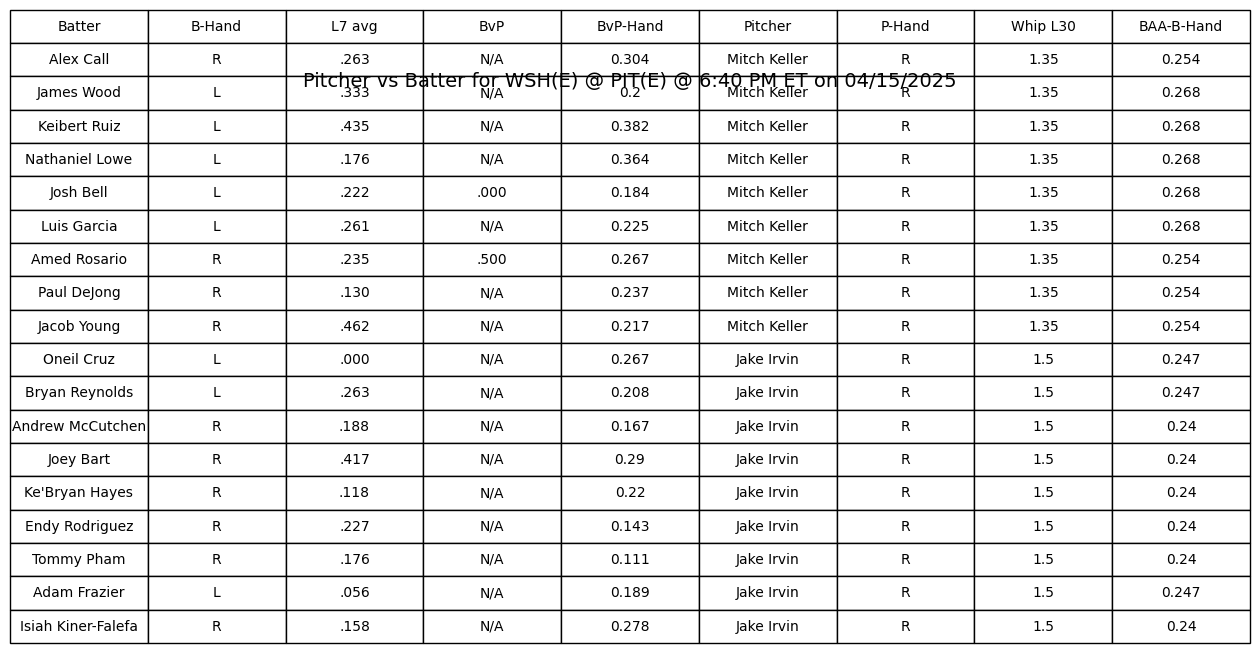 Batter B-Hand L7 avg BvP BvP-Hand Pitcher P-Hand Whip L30 BAA-B-Hand
Alex Call R .263 N/A 0.304 Mitch Keller R 1.35 0.254
Pitcher vs Batter for WSH(E) @ PIT(E) @ 6:40 PM ET on 04/15/2025
James Wood L .333 N/A 0.2 Mitch Keller R 1.35 0.268
Keibert Ruiz L .435 N/A 0.382 Mitch Keller R 1.35 0.268
Nathaniel Lowe L .176 N/A 0.364 Mitch Keller R 1.35 0.268
Josh Bell L .222 .000 0.184 Mitch Keller R 1.35 0.268
Luis Garcia L .261 N/A 0.225 Mitch Keller R 1.35 0.268
Amed Rosario R .235 .500 0.267 Mitch Keller R 1.35 0.254
Paul DeJong R .130 N/A 0.237 Mitch Keller R 1.35 0.254
Jacob Young R .462 N/A 0.217 Mitch Keller R 1.35 0.254
Oneil Cruz L .000 N/A 0.267 Jake Irvin R 1.5 0.247
Bryan Reynolds L .263 N/A 0.208 Jake Irvin R 1.5 0.247
Andrew McCutchen R .188 N/A 0.167 Jake Irvin R 1.5 0.24
Joey Bart R .417 N/A 0.29 Jake Irvin R 1.5 0.24
Ke'Bryan Hayes R .118 N/A 0.22 Jake Irvin R 1.5 0.24
Endy Rodriguez R .227 N/A 0.143 Jake Irvin R 1.5 0.24
Tommy Pham R .176 N/A 0.111 Jake Irvin R 1.5 0.24
Adam Frazier L .056 N/A 0.189 Jake Irvin R 1.5 0.247
Isiah Kiner-Falefa R .158 N/A 0.278 Jake Irvin R 1.5 0.24